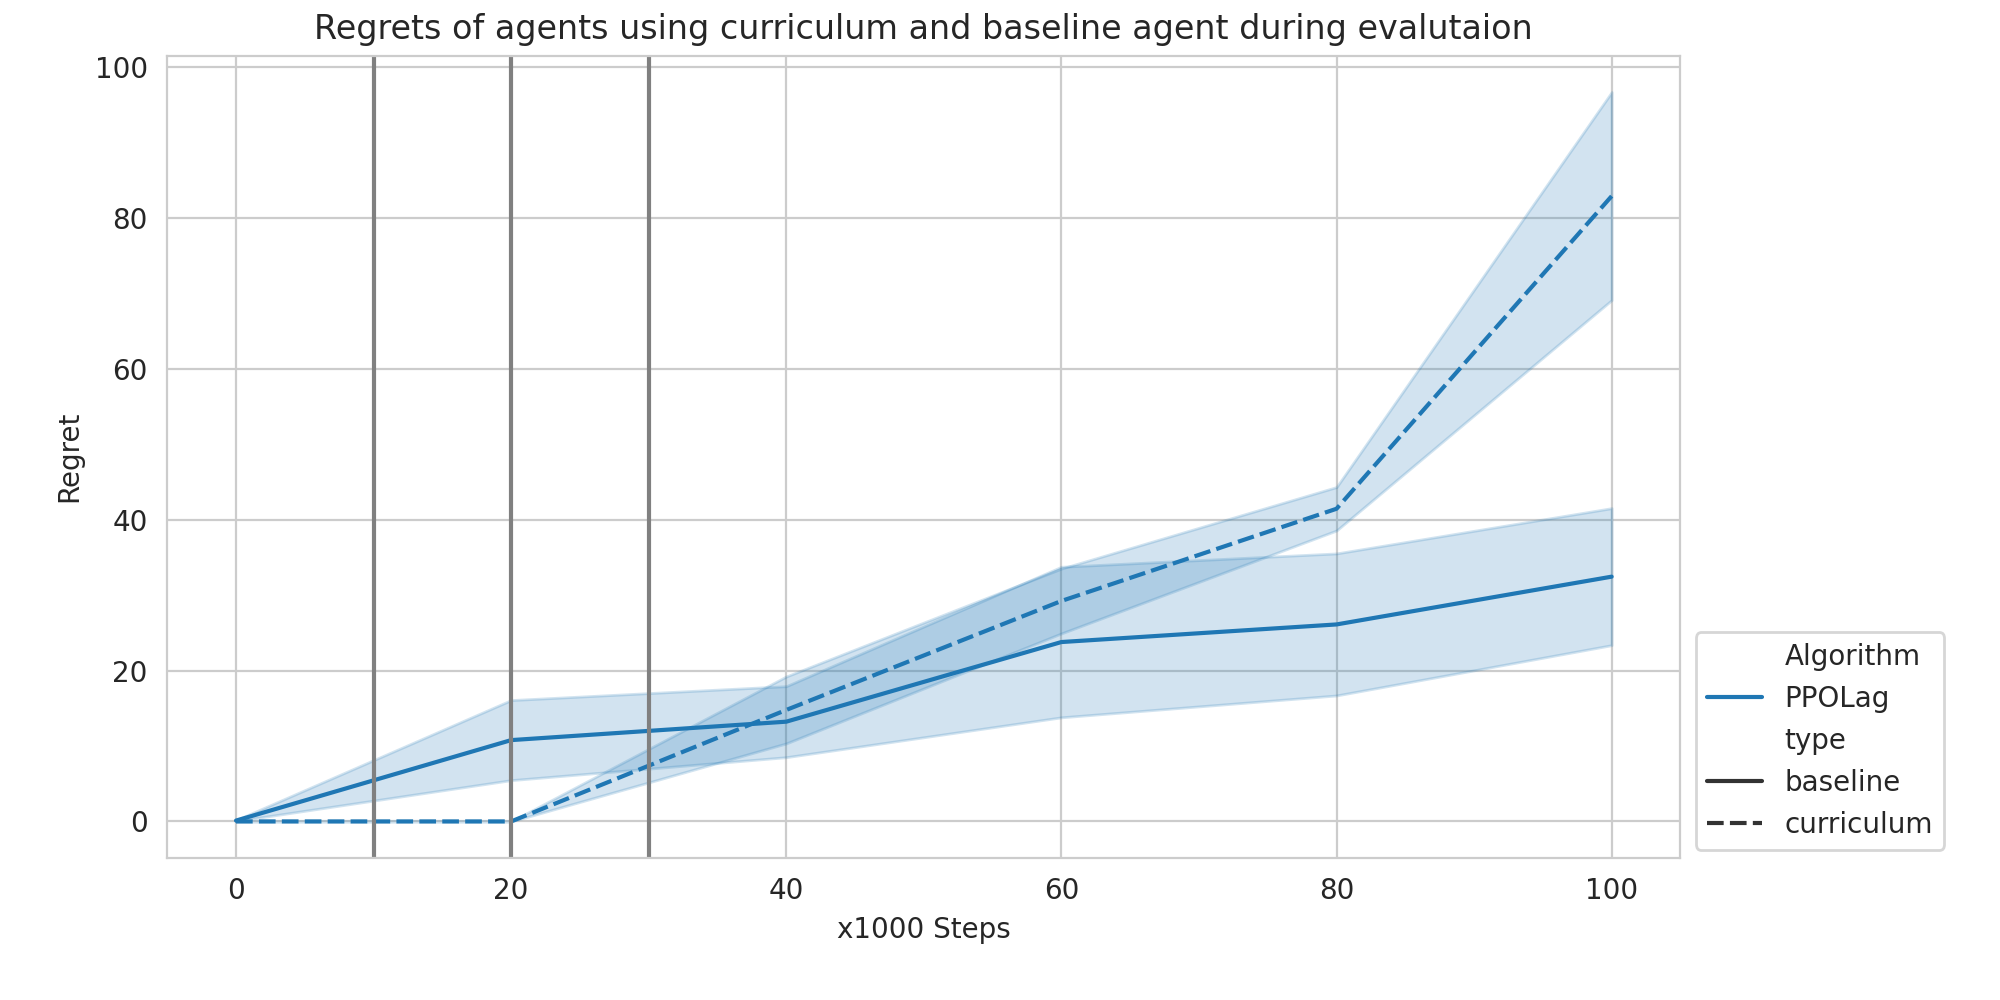 Regrets of agents using curriculum and baseline agent during evalutaion
100
80
60
40
20
0
Regret
0 20 40 60 80 100
x1000 Steps
Algorithm
PPOLag
type
baseline
curriculum